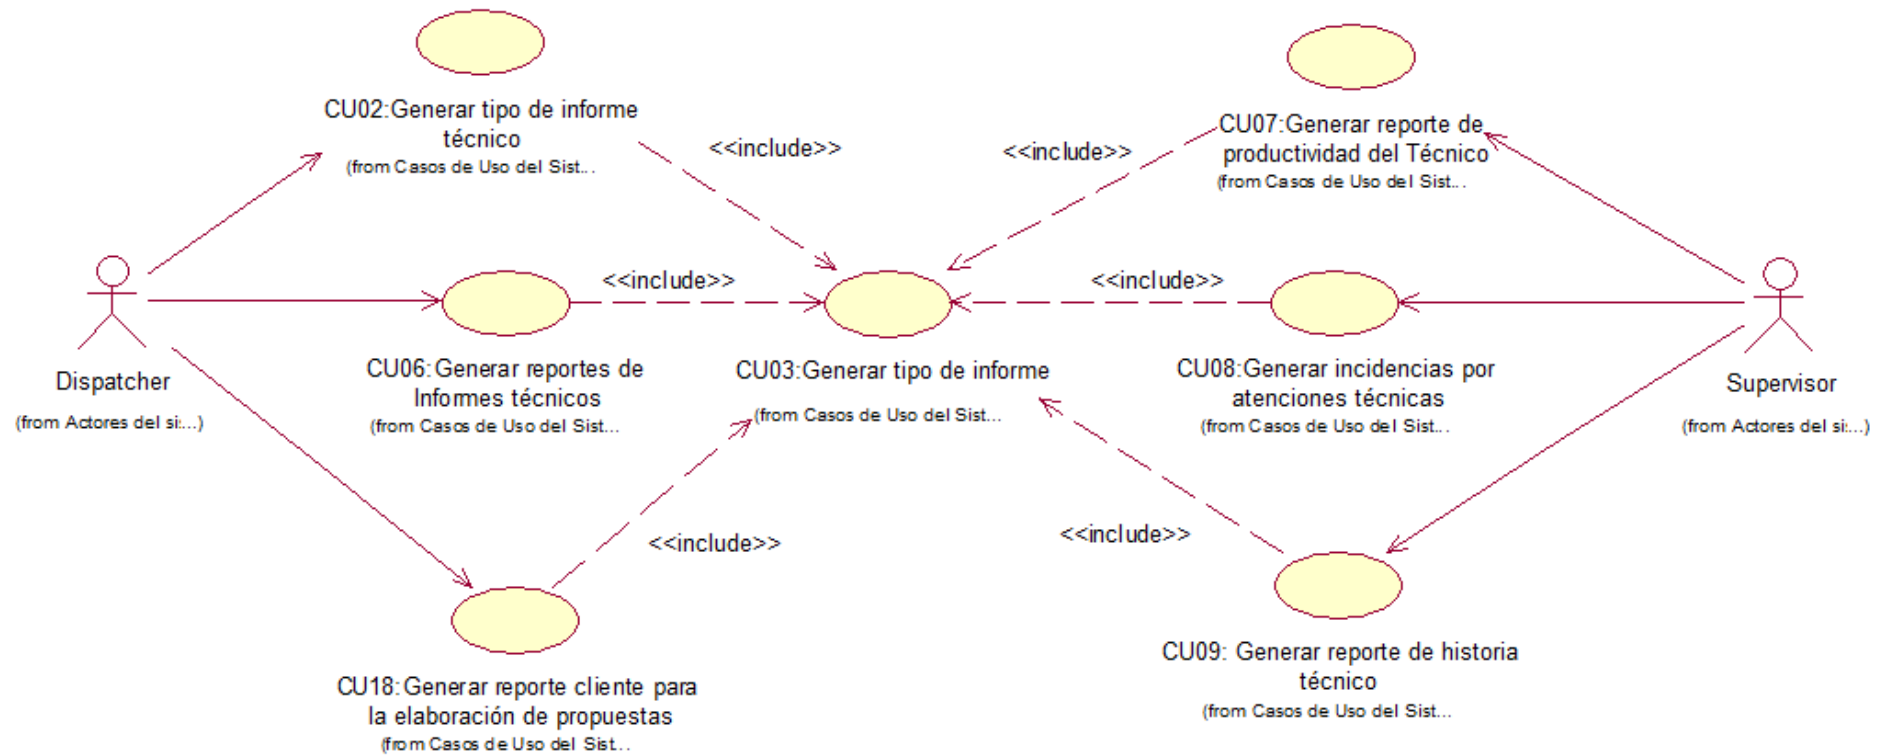 CU02:Generar tipo de informe
técnico
(from Casos de Uso del Sist...
<<include>>
<<include>>
CU07:Generar reporte de
productividad del Técnico
(from Casos de Uso del Sist...
Dispatcher
(from Actores del si:...)
<<include>>
CU06:Generar reportes de
Informes técnicos
(from Casos de Uso del Sist...
CU03:Generar tipo de informe
(from Casos de Uso del Sist...
<<include>>
CU08:Generar incidencias por
atenciones técnicas
(from Casos de Uso del Sist...
Supervisor
(from Actores del si:...)
<<include>>
<<include>>
CU18:Generar reporte cliente para
la elaboración de propuestas
(from Casos de Uso del Sist...
CU09: Generar reporte de historia
técnico
(from Casos de Uso del Sist...